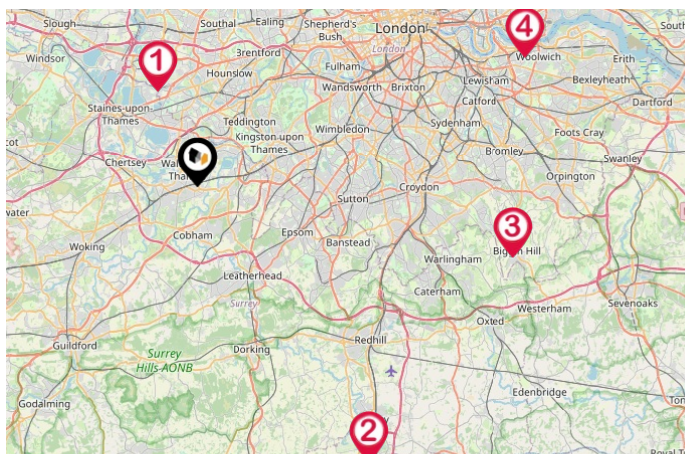 Slough
Southal
Ealing
Shepherd's
Bush
London
London
4
Windsor
1
Brentford
Woolwich
Erith
Hounslow
Fulham
Wandsworth
Brixton
Lewisham
Bexleyheath
Catford
Dartford
Staines-upon-
Thames
Teddington
Kingston upon
Thames
Wimbledon
Sydenham
Foots Cray
Chertsey
Bromley
Swanley
Orpington
Croydon
Sutton
Cobham
Epsom
Banstead
3
Biggin Hill
Woking
Warlingham
Leatherhead
Surrey
Caterham
Sevenoaks
Oxted
Westerham
Guildford
Redhill
Dorking
Surrey
Hills AONB
Edenbridge
Godalming
2